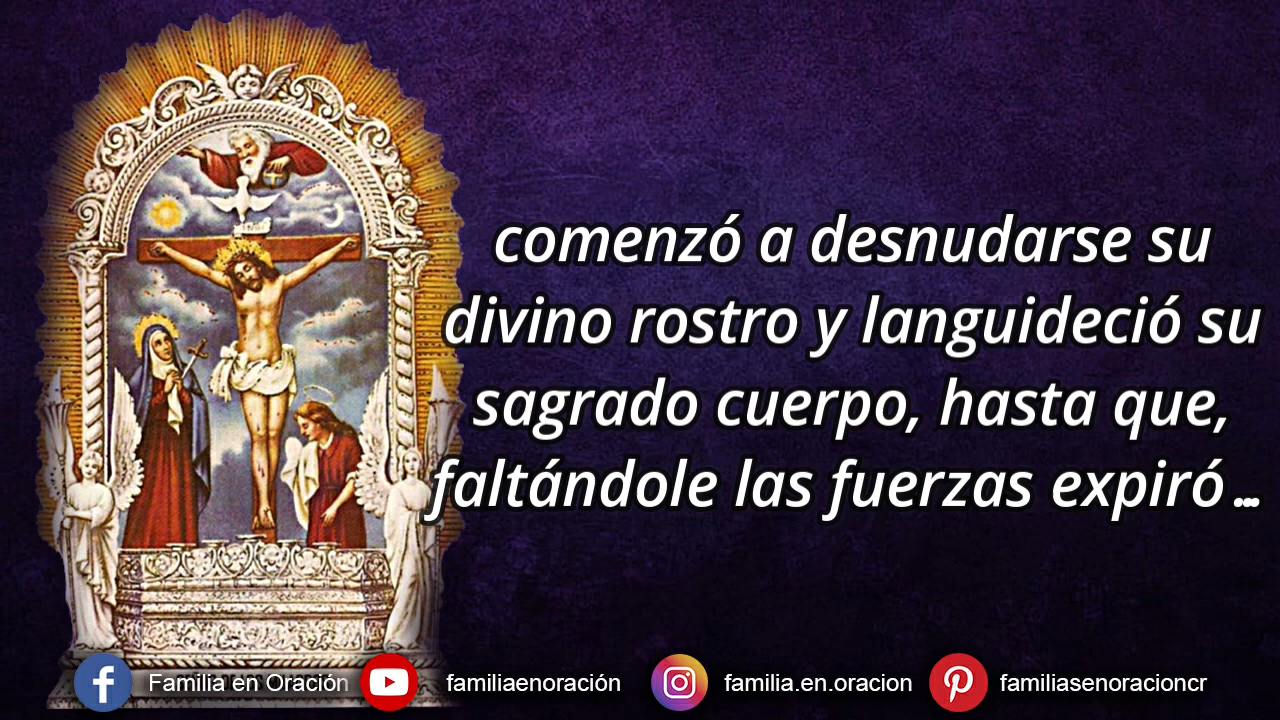 comenzó a desnudarse su
divino rostro y languideció su
sagrado cuerpo, hasta que,
faltándole las fuerzas expiró ...
Familia en Oración
familiaenoración
familia.en.oracion
familiasenoracioncr